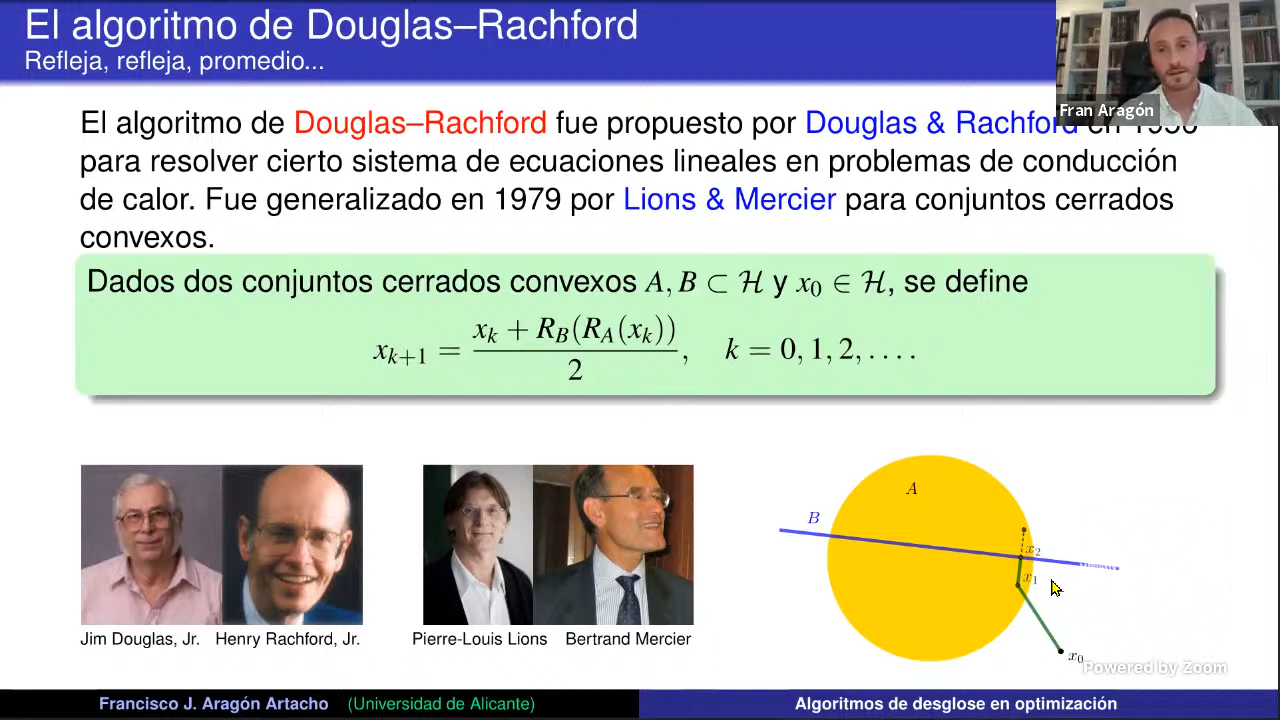 El algoritmo de Douglas–Rachford
Refleja, refleja, promedio...
Fran Aragón
El algoritmo de Douglas–Rachford fue propuesto por Douglas & Rachford en
para resolver cierto sistema de ecuaciones lineales en problemas de conducción
de calor. Fue generalizado en 1979 por Lions & Mercier para conjuntos cerrados
convexos.
Dados dos conjuntos cerrados convexos A, B ⊂ ℋ y x₀ ∈ ℋ, se define
xₖ₊₁ = (xₖ + R_B(R_A(xₖ)))/2, k = 0, 1, 2, . . . .
A
B
x₂
x₁
x₀
Jim Douglas, Jr. Henry Rachford, Jr. Pierre-Louis Lions Bertrand Mercier
Powered by Zoom
Francisco J. Aragón Artacho (Universidad de Alicante) Algoritmos de desglose en optimización